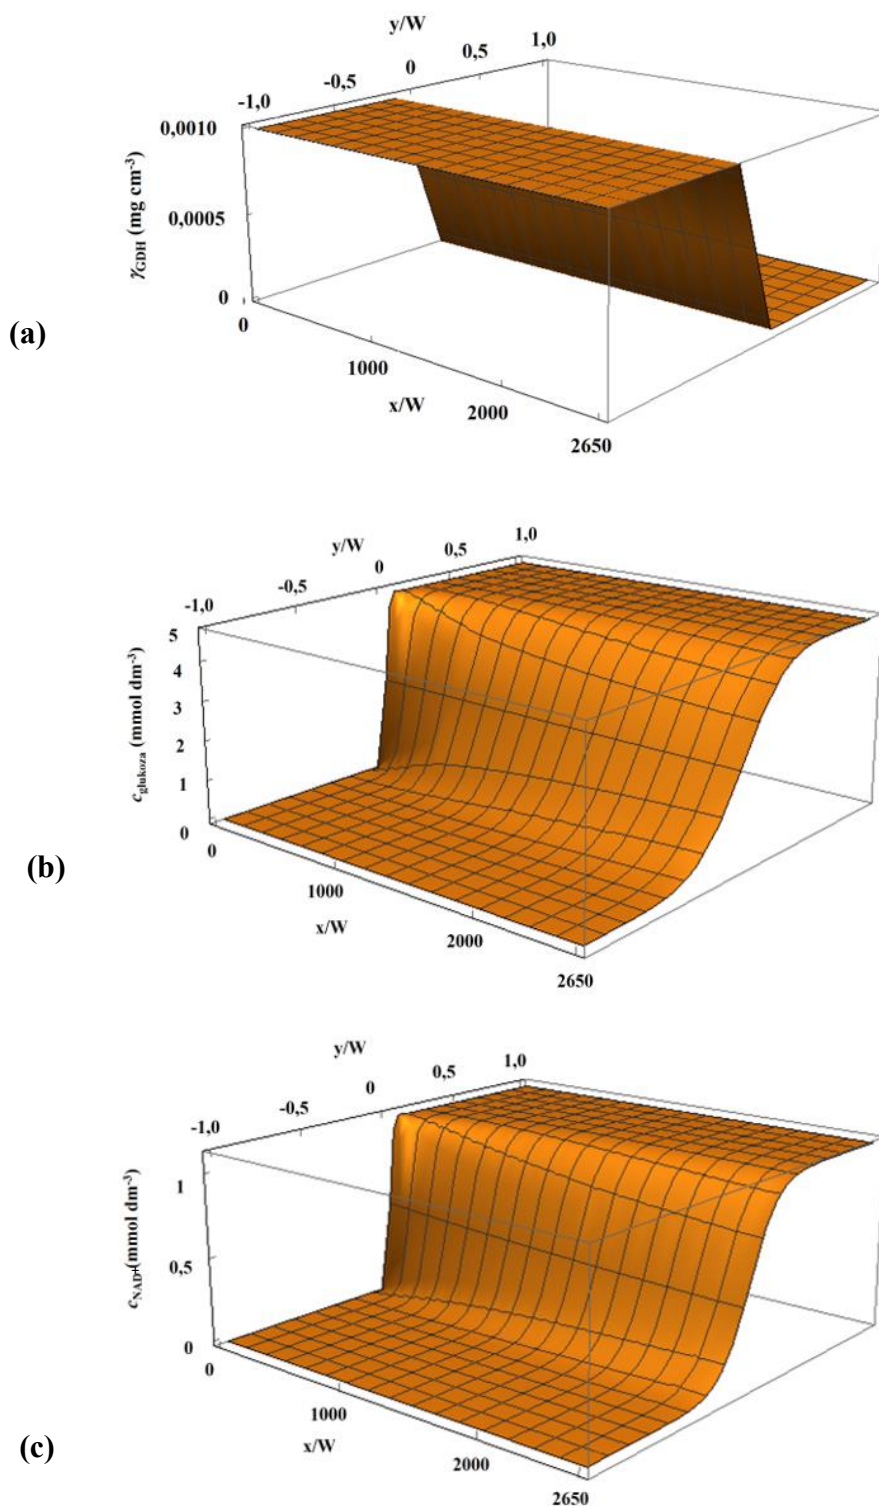 y/W
-1,0 -0,5 0 0,5 1,0
0,0010
0,0005
0
γGDH (mg cm⁻³)
(a)
0 1000 2000 2650
x/W
y/W
-1,0 -0,5 0 0,5 1,0
5
4
3
2
1
0
cglukoza (mmol dm⁻³)
(b)
0 1000 2000 2650
x/W
y/W
-1,0 -0,5 0 0,5 1,0
1
0,5
0
cNAD+(mmol dm⁻³)
(c)
0 1000 2000 2650
x/W